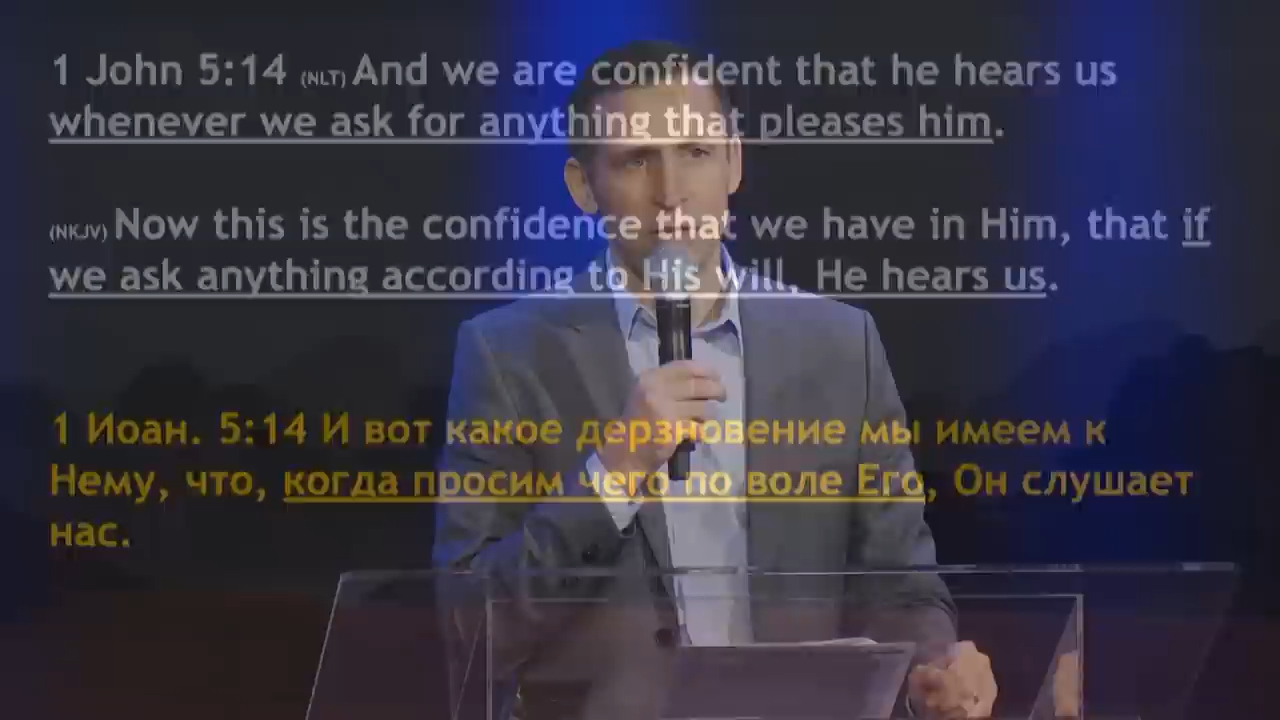 1 John 5:14 (NLT) And we are confident that he hears us
whenever we ask for anything that pleases him.
(NKJV) Now this is the confidence that we have in Him, that if
we ask anything according to His will, He hears us.
1 Иоан. 5:14 И вот какое дерзновение мы имеем к
Нему, что, когда просим чего по воле Его, Он слушает
нас.